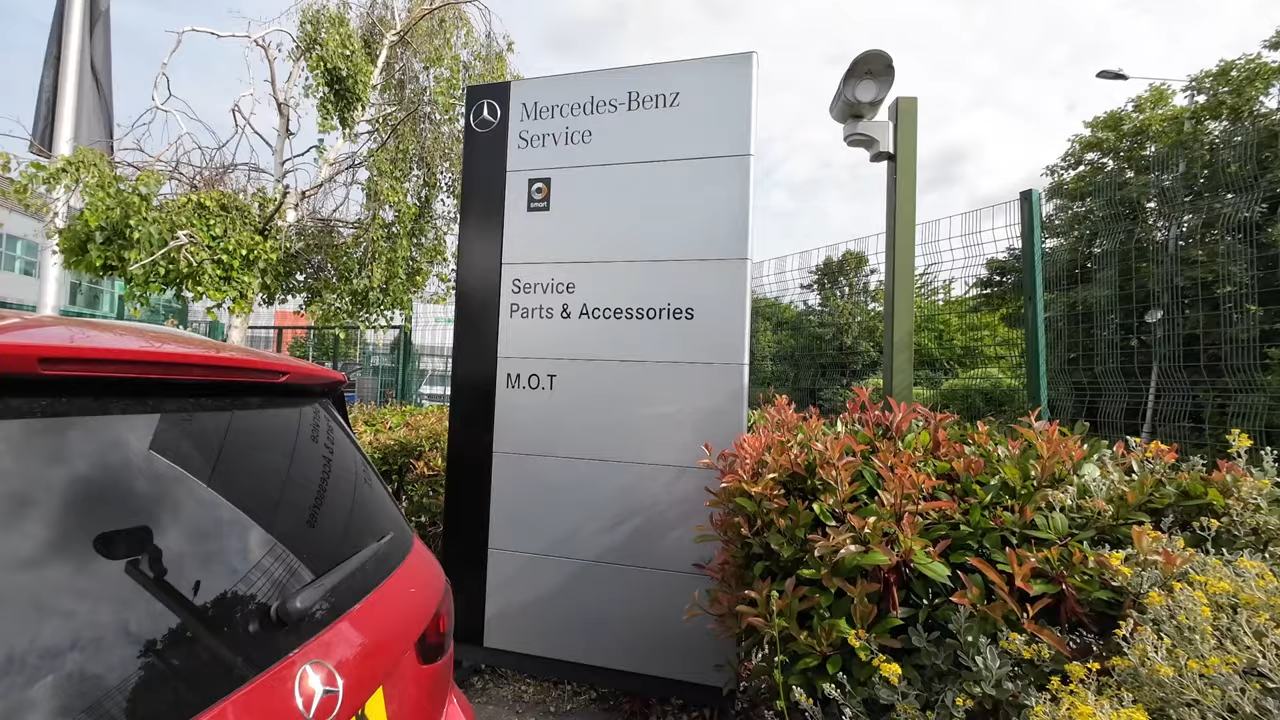 Mercedes-Benz
Service
smart
Service
Parts & Accessories
M.O.T